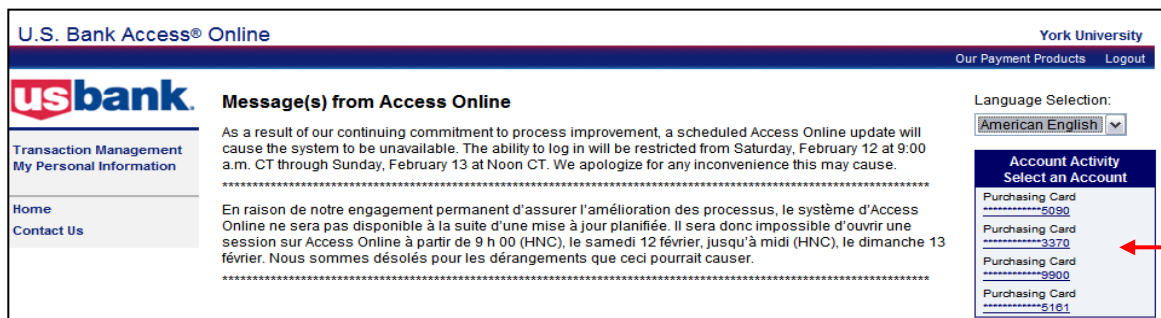 U.S. Bank Access® Online
York University
Our Payment Products Logout
usbank.
Transaction Management
My Personal Information
Home
Contact Us
Message(s) from Access Online
As a result of our continuing commitment to process improvement, a scheduled Access Online update will
cause the system to be unavailable. The ability to log in will be restricted from Saturday, February 12 at 9:00
a.m. CT through Sunday, February 13 at Noon CT. We apologize for any inconvenience this may cause.
******************************************************************************************************************
En raison de notre engagement permanent d'assurer l'amélioration des processus, le système d'Access
Online ne sera pas disponible à la suite d'une mise à jour planifiée. Il sera donc impossible d'ouvrir une
session sur Access Online à partir de 9 h 00 (HNC), le samedi 12 février, jusqu'à midi (HNC), le dimanche 13
février. Nous sommes désolés pour les dérangements que ceci pourrait causer.
******************************************************************************************************************
Language Selection:
American English
Account Activity
Select an Account
Purchasing Card
************5090
Purchasing Card
************3370
Purchasing Card
************9900
Purchasing Card
************5161